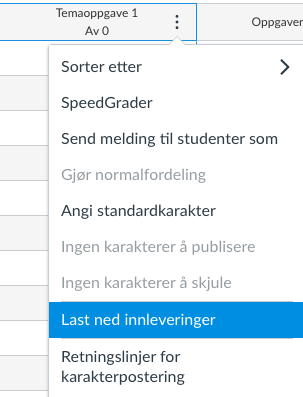 Temaoppgave 1
Av 0
Oppgaver
Sorter etter
SpeedGrader
Send melding til studenter som
Gjør normalfordeling
Angi standardkarakter
Ingen karakterer å publisere
Ingen karakterer å skjule
Last ned innleveringer
Retningslinjer for
karakterpostering